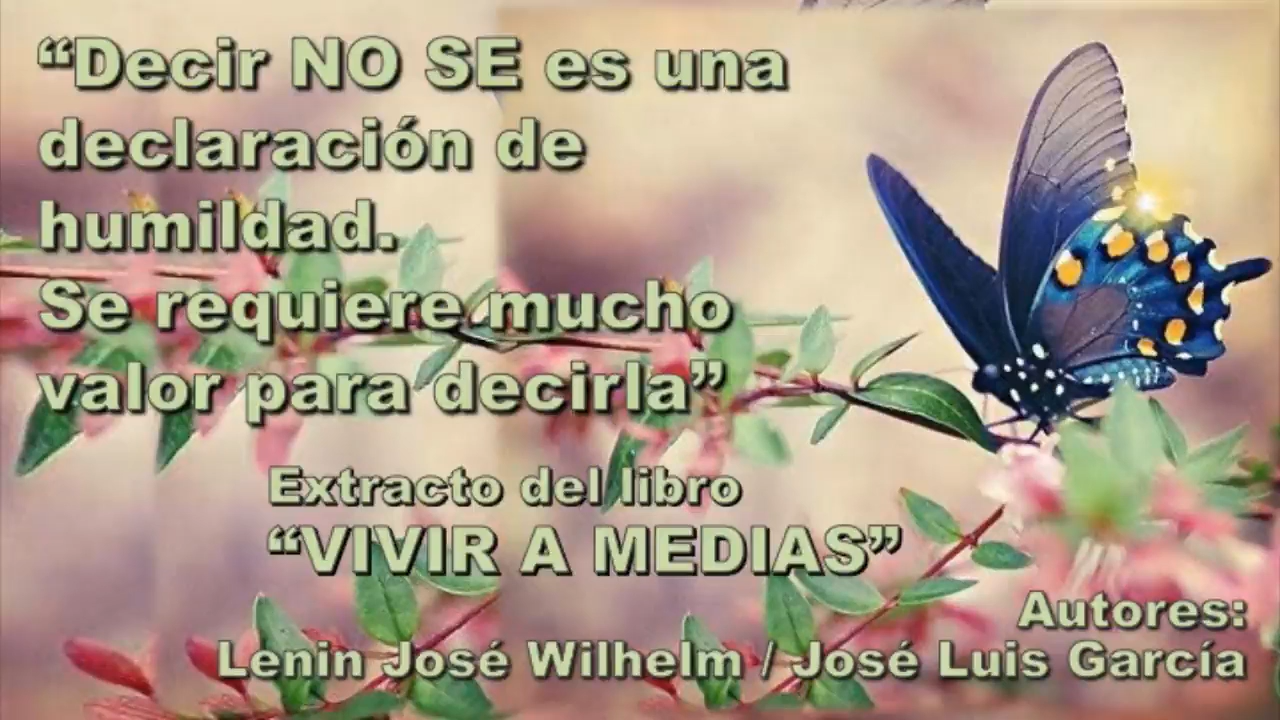 “Decir NO SE es una
declaración de
humildad.
Se requiere mucho
valor para decirla”
Extracto del libro
“VIVIR A MEDIAS”
Autores:
Lenin José Wilhelm / José Luis García